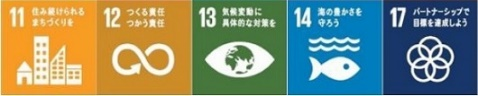 11 住み続けられる
まちづくりを
12 つくる責任
つかう責任
13 気候変動に
具体的な対策を
14 海の豊かさを
守ろう
17 パートナーシップで
目標を達成しよう